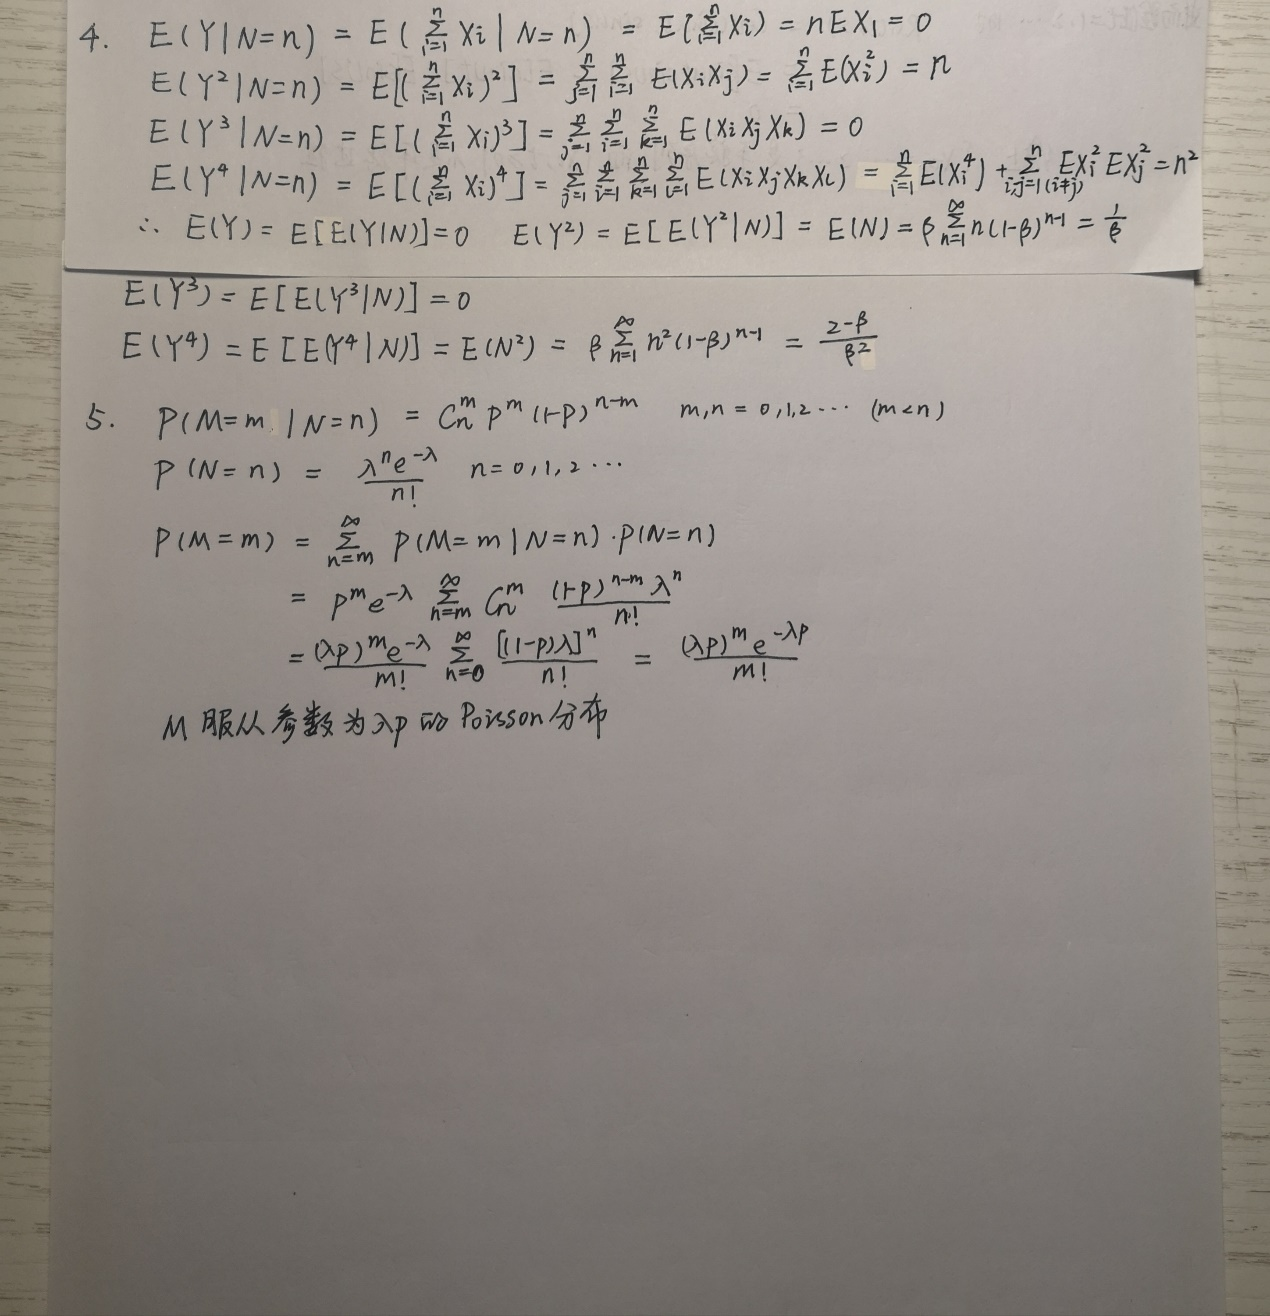 4. E(Y|N=n) = E(∑_{i=1}^{n} Xi | N=n) = E(∑_{i=1}^{n} Xi) = nEX₁ = 0
E(Y²|N=n) = E[(∑_{i=1}^{n} Xi)²] = ∑_{j=1}^{n} ∑_{i=1}^{n} E(XiXj) = ∑_{i=1}^{n} E(Xi²) = n
E(Y³|N=n) = E[(∑_{i=1}^{n} Xi)³] = ∑_{j=1}^{n} ∑_{i=1}^{n} ∑_{k=1}^{n} E(XiXjXk) = 0
E(Y⁴|N=n) = E[(∑_{i=1}^{n} Xi)⁴] = ∑_{j=1}^{n} ∑_{i=1}^{n} ∑_{k=1}^{n} ∑_{l=1}^{n} E(XiXjXkXl) = ∑_{i=1}^{n} E(Xi⁴) + ∑_{i,j=1(i≠j)}^{n} EXi² EXj² = n²
∴ E(Y) = E[E(Y|N)] = 0 E(Y²) = E[E(Y²|N)] = E(N) = β ∑_{n=1}^{∞} n(1-β)^{n-1} = 1/β
E(Y³) = E[E(Y³|N)] = 0
E(Y⁴) = E[E(Y⁴|N)] = E(N²) = β ∑_{n=1}^{∞} n²(1-β)^{n-1} = (2-β)/β²
5. P(M=m|N=n) = C_n^m p^m (1-p)^{n-m} m,n = 0,1,2… (m<n)
P(N=n) = λ^n e^{-λ}/n! n=0,1,2…
P(M=m) = ∑_{n=m}^{∞} P(M=m|N=n)·P(N=n)
= p^m e^{-λ} ∑_{n=m}^{∞} C_n^m (1-p)^{n-m} λ^n/n!
= (λp)^m e^{-λ}/m! ∑_{n=0}^{∞} [(1-p)λ]^n/n! = (λp)^m e^{-λp}/m!
M服从参数为λp的Poisson分布